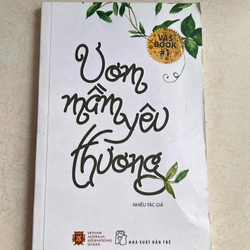 VAS
BOOK
#1
Ươm
mầm
yêu
thương
NHIỀU TÁC GIẢ
VIETNAM
AUSTRALIA
INTERNATIONAL
SCHOOL
NHÀ XUẤT BẢN TRẺ